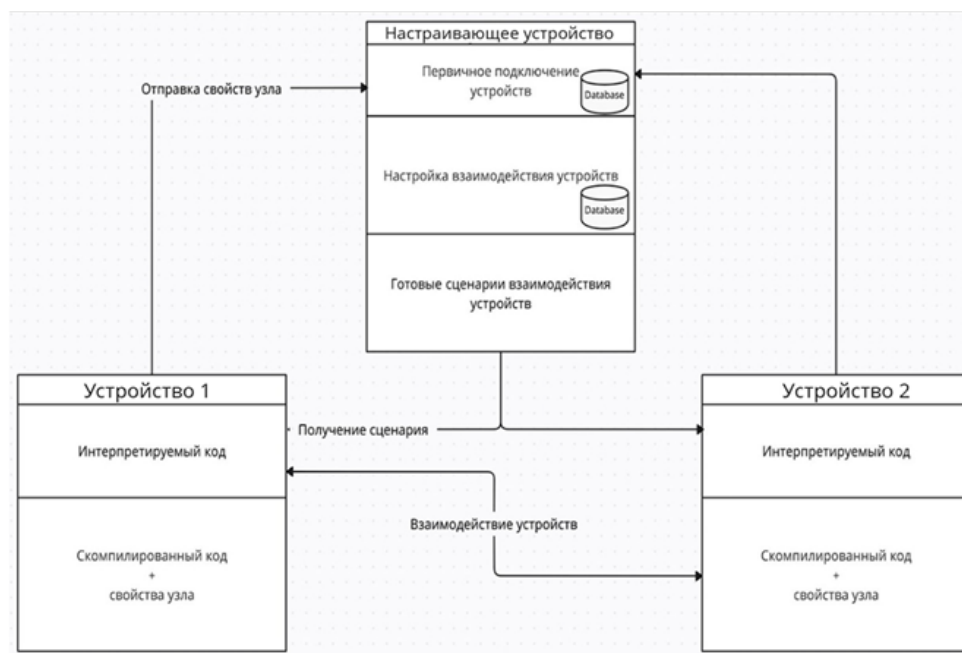 Настраивающее устройство
Первичное подключение
устройств
Database
Отправка свойств узла
Настройка взаимодействия устройств
Database
Готовые сценарии взаимодействия
устройств
Устройство 1
Устройство 2
Получение сценария
Интерпретируемый код
Интерпретируемый код
Взаимодействие устройств
Скомпилированный код
+
свойства узла
Скомпилированный код
+
свойства узла